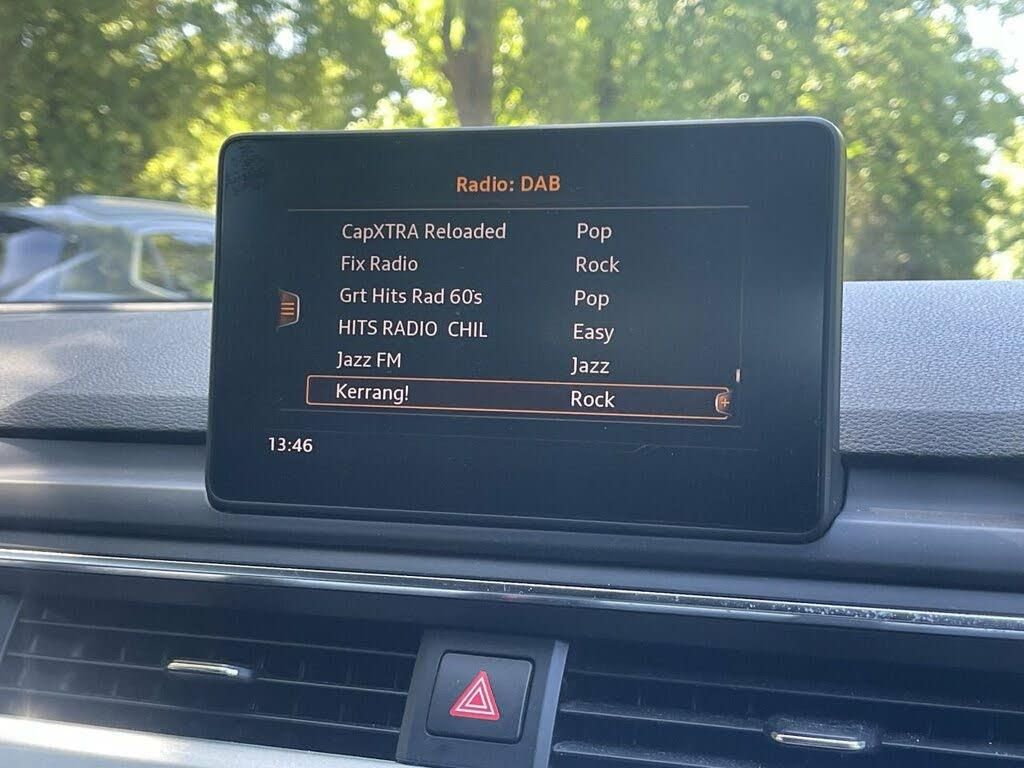 Radio: DAB
CapXTRA Reloaded Pop
Fix Radio Rock
Grt Hits Rad 60's Pop
HITS RADIO CHIL Easy
Jazz FM Jazz
Kerrang! Rock
13:46